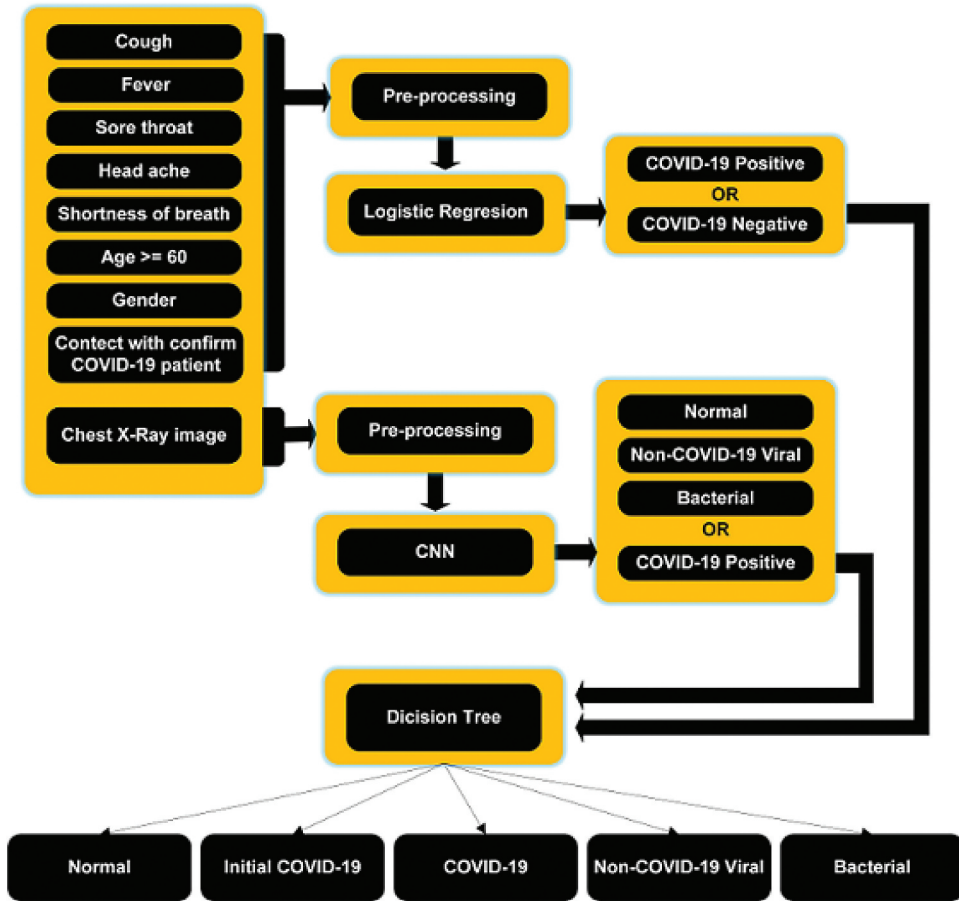 Cough
Fever
Sore throat
Head ache
Shortness of breath
Age >= 60
Gender
Contect with confirm
COVID-19 patient
Chest X-Ray image
Pre-processing
Logistic Regresion
COVID-19 Positive
OR
COVID-19 Negative
Pre-processing
CNN
Normal
Non-COVID-19 Viral
Bacterial
OR
COVID-19 Positive
Dicision Tree
Normal
Initial COVID-19
COVID-19
Non-COVID-19 Viral
Bacterial